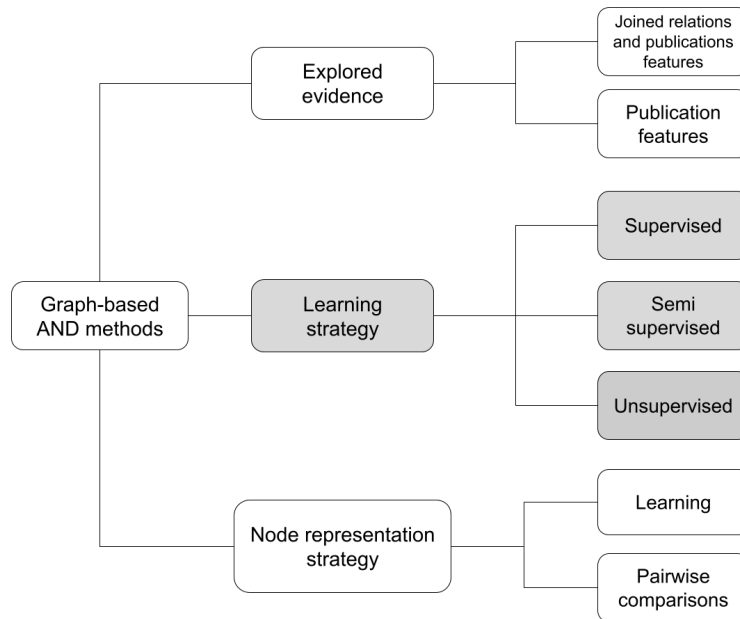 Joined relations
and publications
features
Explored
evidence
Publication
features
Supervised
Graph-based
AND methods
Learning
strategy
Semi
supervised
Unsupervised
Node representation
strategy
Learning
Pairwise
comparisons